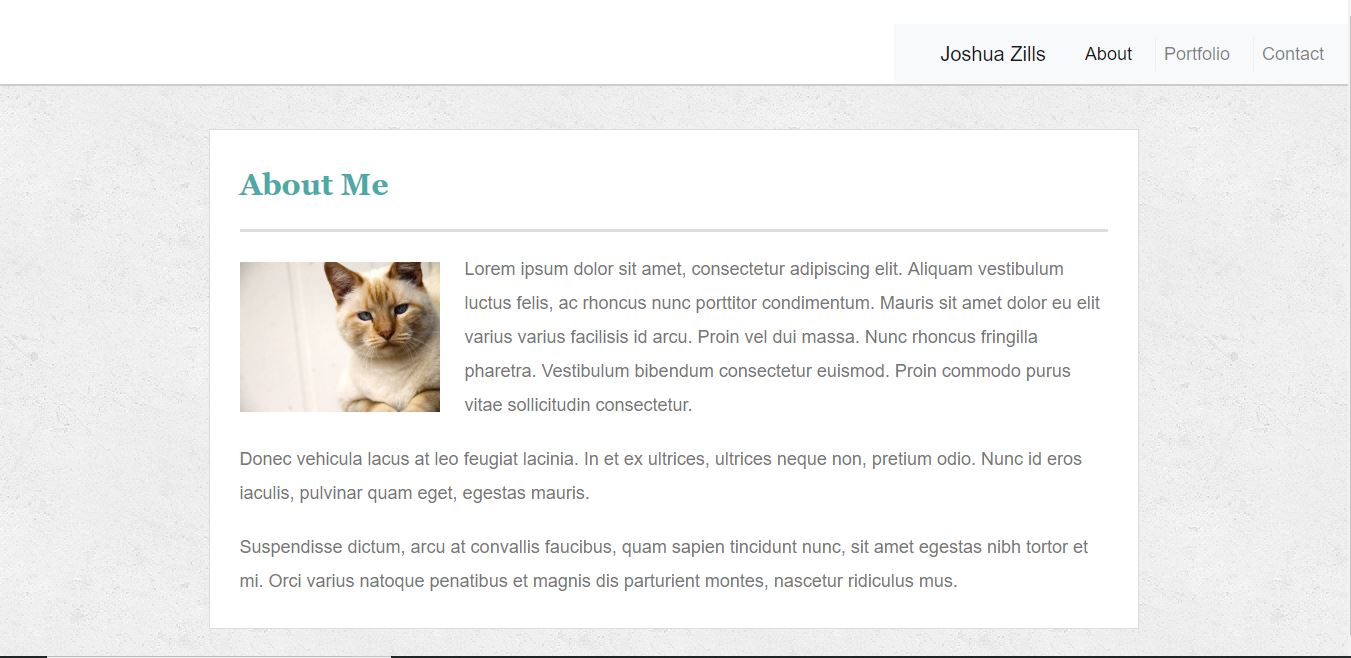 Joshua Zills About Portfolio Contact
About Me
Lorem ipsum dolor sit amet, consectetur adipiscing elit. Aliquam vestibulum
luctus felis, ac rhoncus nunc porttitor condimentum. Mauris sit amet dolor eu elit
varius varius facilisis id arcu. Proin vel dui massa. Nunc rhoncus fringilla
pharetra. Vestibulum bibendum consectetur euismod. Proin commodo purus
vitae sollicitudin consectetur.
Donec vehicula lacus at leo feugiat lacinia. In et ex ultrices, ultrices neque non, pretium odio. Nunc id eros
iaculis, pulvinar quam eget, egestas mauris.
Suspendisse dictum, arcu at convallis faucibus, quam sapien tincidunt nunc, sit amet egestas nibh tortor et
mi. Orci varius natoque penatibus et magnis dis parturient montes, nascetur ridiculus mus.